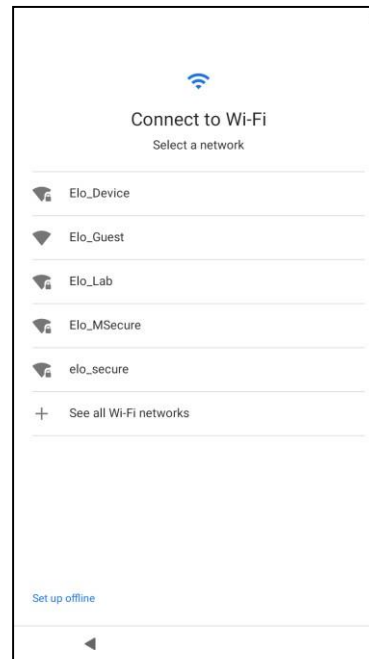 Connect to Wi-Fi
Select a network
Elo_Device
Elo_Guest
Elo_Lab
Elo_MSecure
elo_secure
See all Wi-Fi networks
Set up offline